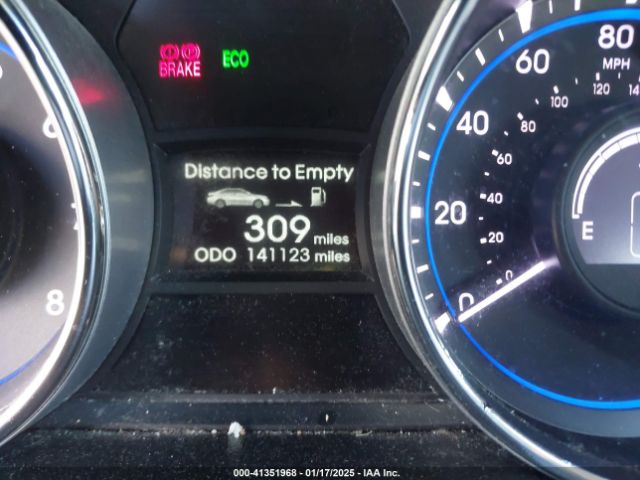 BRAKE ECO
Distance to Empty
309 miles
ODO 141123 miles
6
7
8
80
MPH
60
40
20
0
120
100
80
60
40
20
0
E
000-41351968 - 01/17/2025 - IAA Inc.